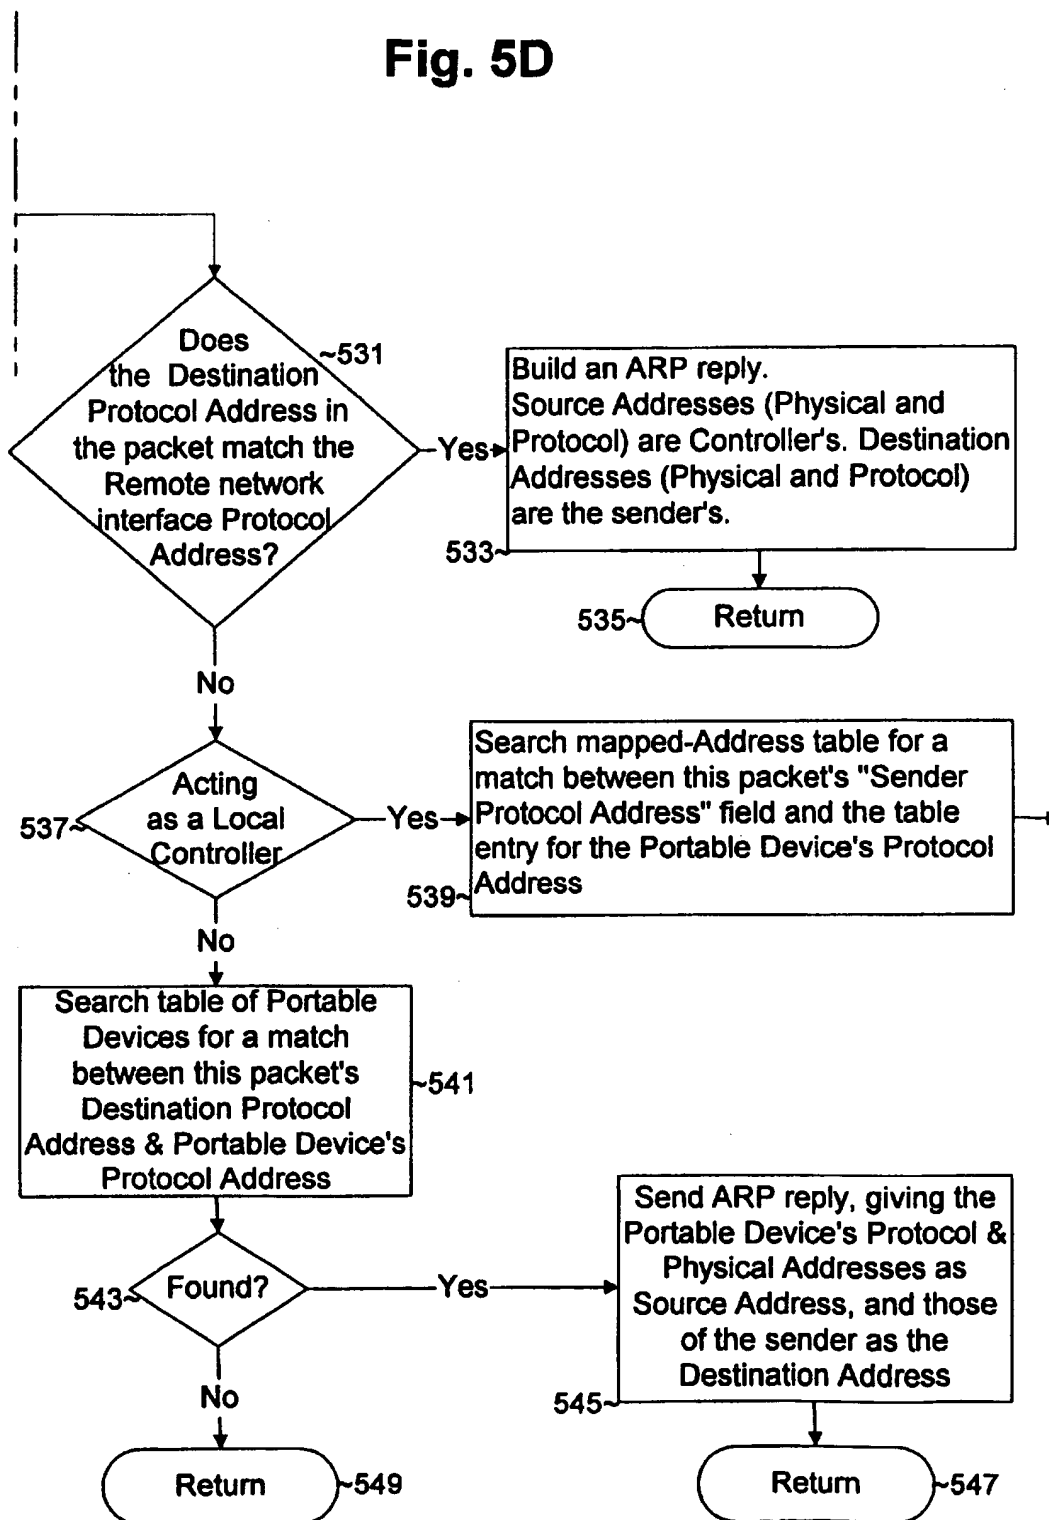 Fig. 5D
Does
the Destination
Protocol Address in
the packet match the
Remote network
interface Protocol
Address?
~531
Yes
Build an ARP reply.
Source Addresses (Physical and
Protocol) are Controller's. Destination
Addresses (Physical and Protocol)
are the sender's.
533~
535~
Return
No
Acting
as a Local
Controller
537~
Yes
Search mapped-Address table for a
match between this packet's "Sender
Protocol Address" field and the table
entry for the Portable Device's Protocol
Address
539~
No
Search table of Portable
Devices for a match
between this packet's
Destination Protocol
Address & Portable Device's
Protocol Address
~541
Found?
543~
Yes
Send ARP reply, giving the
Portable Device's Protocol &
Physical Addresses as
Source Address, and those
of the sender as the
Destination Address
545~
No
Return
~549
Return
~547